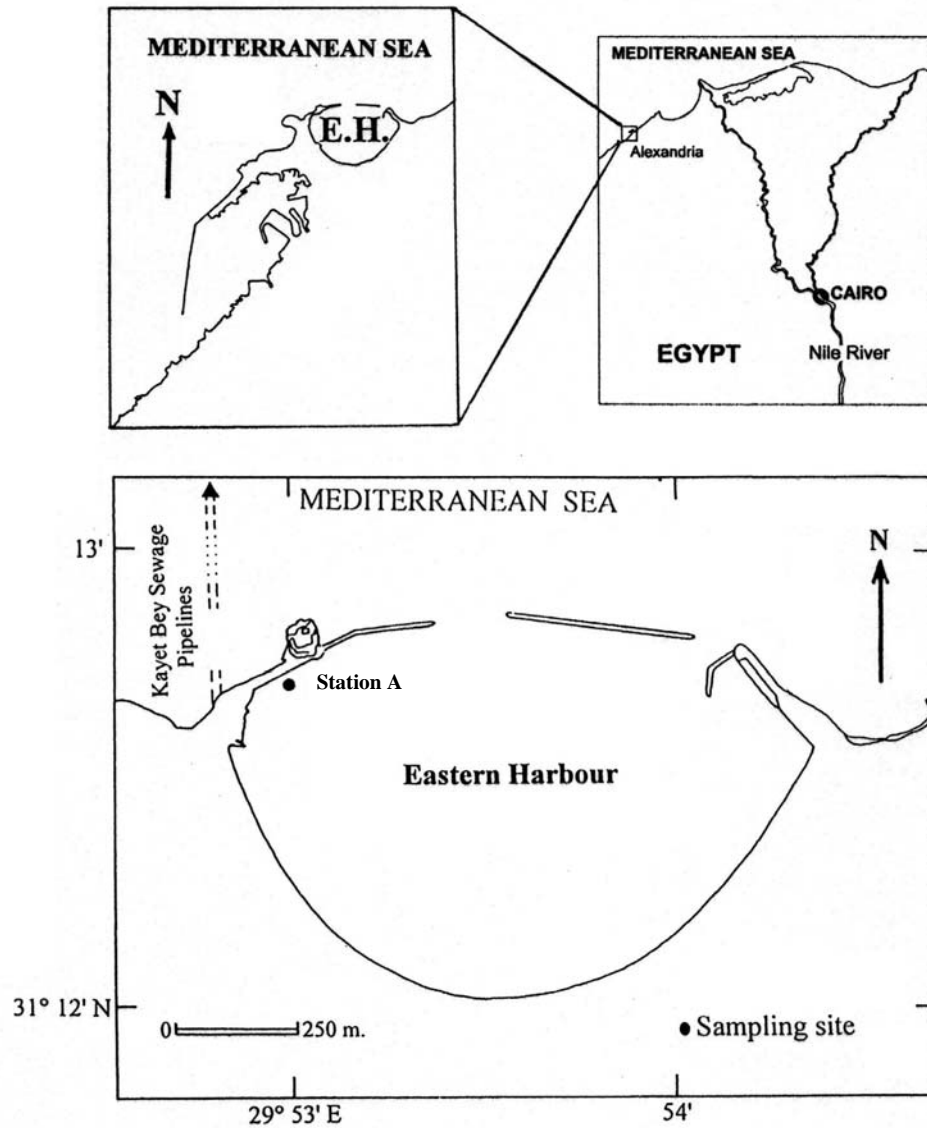 MEDITERRANEAN SEA
N
E.H.
MEDITERRANEAN SEA
Alexandria
CAIRO
EGYPT
Nile River
MEDITERRANEAN SEA
13'
Kayet Bey Sewage
Pipelines
N
Station A
Eastern Harbour
31° 12' N
0 250 m.
Sampling site
29° 53' E
54'